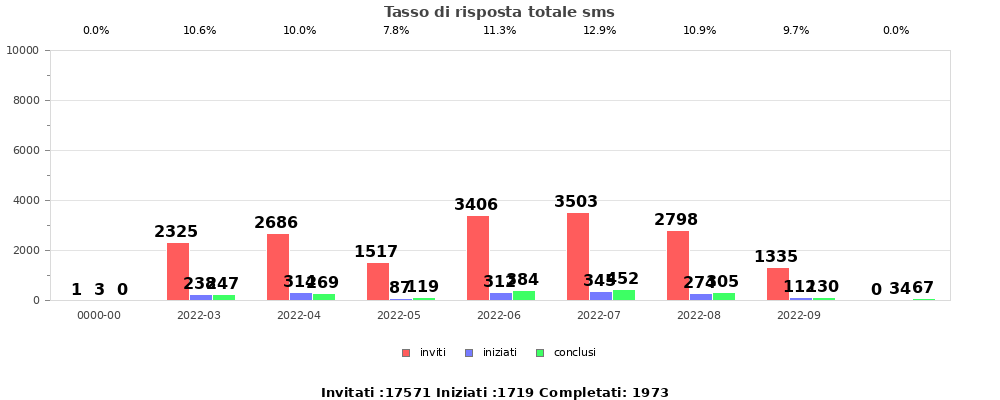 Tasso di risposta totale sms
0.0% 10.6% 10.0% 7.8% 11.3% 12.9% 10.9% 9.7% 0.0%
10000
8000
6000
4000
2000
0
1 3 0
2325 238 247
2686 314 269
1517 87 119
3406 312 384
3503 345 452
2798 274 305
1335 112 130
0 34 67
0000-00 2022-03 2022-04 2022-05 2022-06 2022-07 2022-08 2022-09
inviti iniziati conclusi
Invitati :17571 Iniziati :1719 Completati: 1973